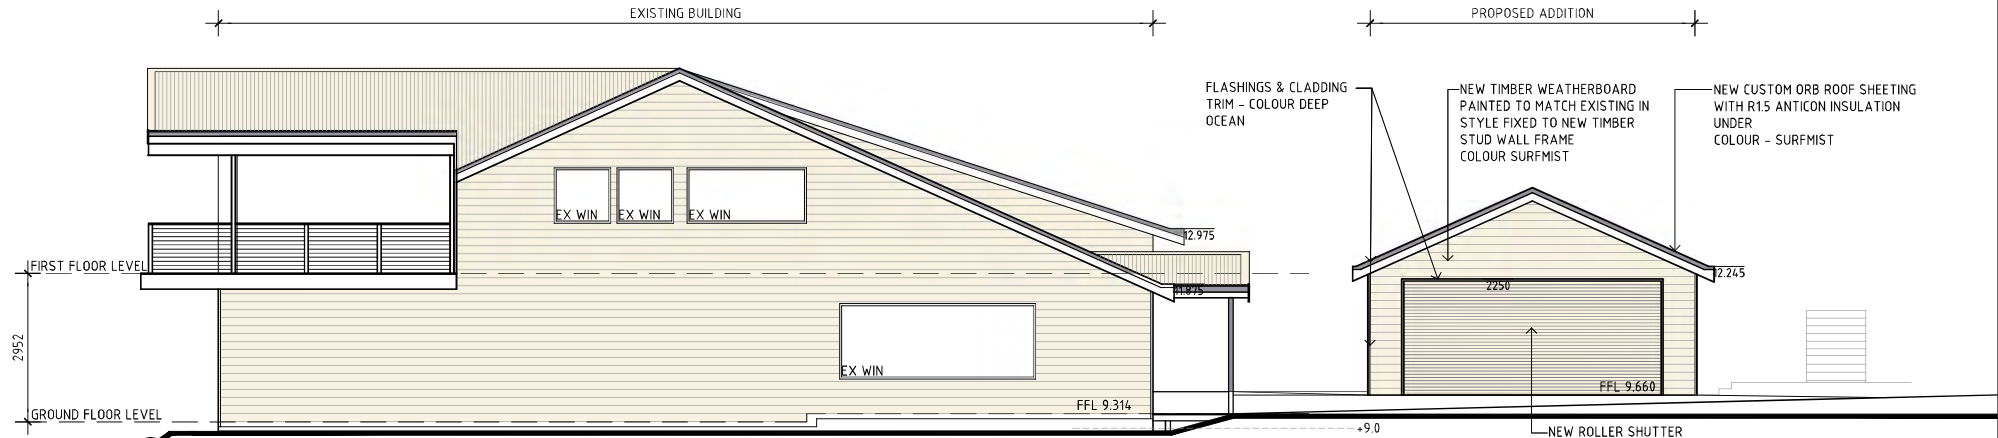 EXISTING BUILDING
PROPOSED ADDITION
FLASHINGS & CLADDING
TRIM - COLOUR DEEP
OCEAN
NEW TIMBER WEATHERBOARD
PAINTED TO MATCH EXISTING IN
STYLE FIXED TO NEW TIMBER
STUD WALL FRAME
COLOUR SURFMIST
NEW CUSTOM ORB ROOF SHEETING
WITH R1.5 ANTICON INSULATION
UNDER
COLOUR - SURFMIST
EX WIN
EX WIN
EX WIN
12.975
FIRST FLOOR LEVEL
12.245
11.875
2250
2952
EX WIN
FFL 9.660
FFL 9.314
GROUND FLOOR LEVEL
+9.0
NEW ROLLER SHUTTER